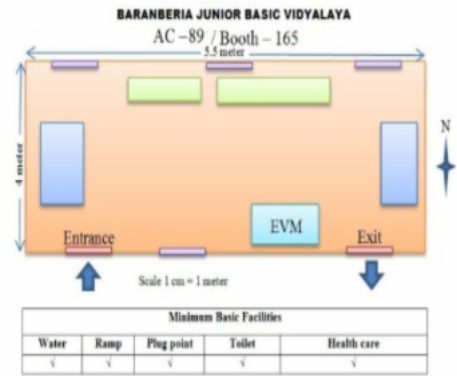 BARANBERIA JUNIOR BASIC VIDYALAYA
AC -89 / Booth - 165
5.5 meter
4 meter
N
EVM
Entrance
Exit
Scale 1 cm = 1 meter
Minimum Basic Facilities
Water Ramp Plug point Toilet Health care
√ √ √ √ √